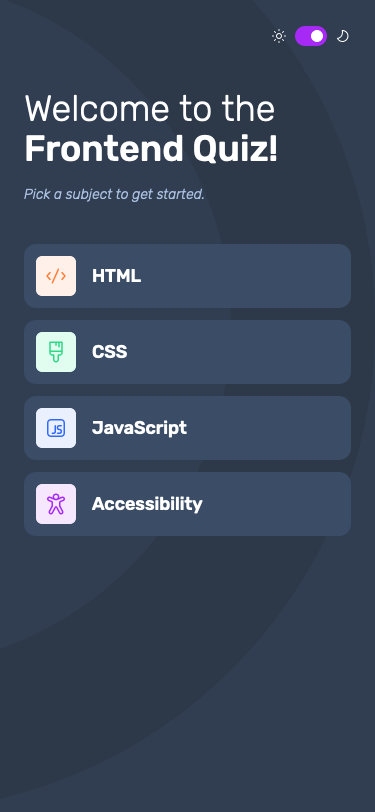 Welcome to the
Frontend Quiz!
Pick a subject to get started.
HTML
CSS
JS JavaScript
Accessibility